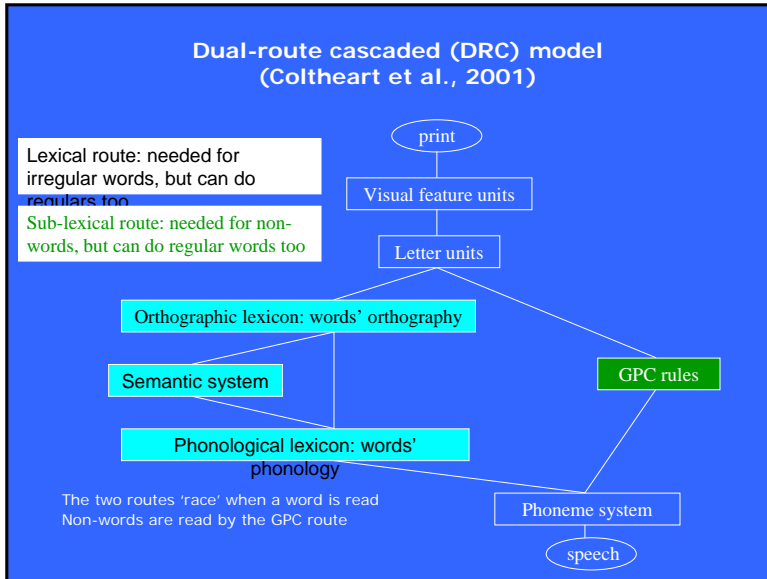 Dual-route cascaded (DRC) model
(Coltheart et al., 2001)
print
Lexical route: needed for
irregular words, but can do
regulars too
Visual feature units
Sub-lexical route: needed for non-
words, but can do regular words too
Letter units
Orthographic lexicon: words' orthography
Semantic system
GPC rules
Phonological lexicon: words'
phonology
The two routes 'race' when a word is read
Non-words are read by the GPC route
Phoneme system
speech